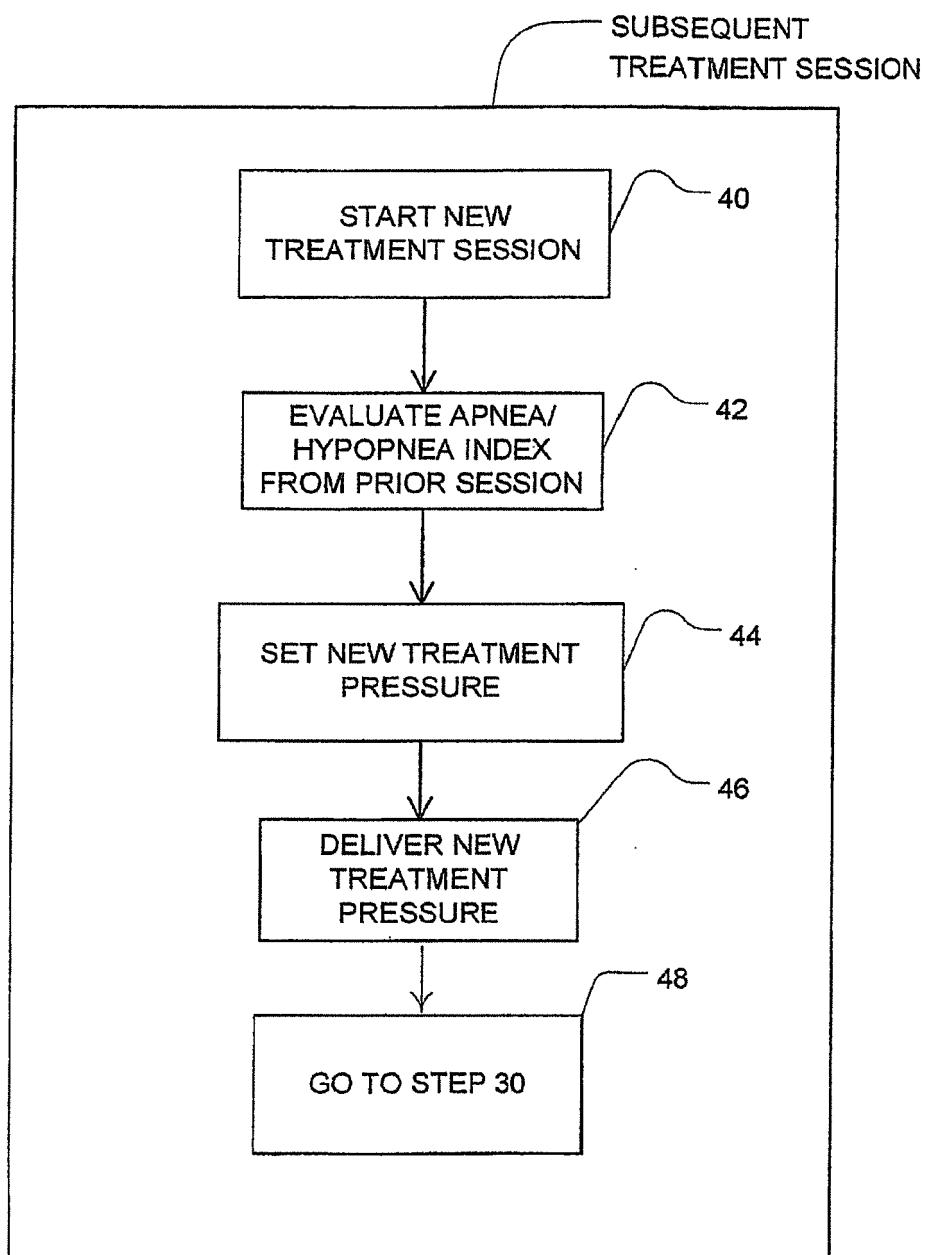 SUBSEQUENT
TREATMENT SESSION
START NEW
TREATMENT SESSION
40
EVALUATE APNEA/
HYPOPNEA INDEX
FROM PRIOR SESSION
42
SET NEW TREATMENT
PRESSURE
44
DELIVER NEW
TREATMENT
PRESSURE
46
GO TO STEP 30
48